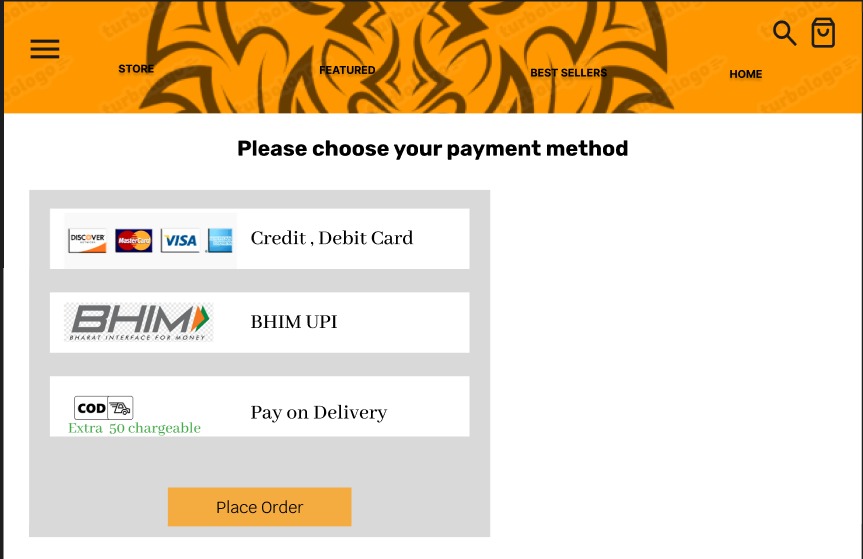 STORE
FEATURED
BEST SELLERS
HOME
turbologo
Please choose your payment method
DISCOVER
MasterCard
VISA
Credit , Debit Card
BHIM
BHARAT INTERFACE FOR MONEY
BHIM UPI
COD
Extra 50 chargeable
Pay on Delivery
Place Order